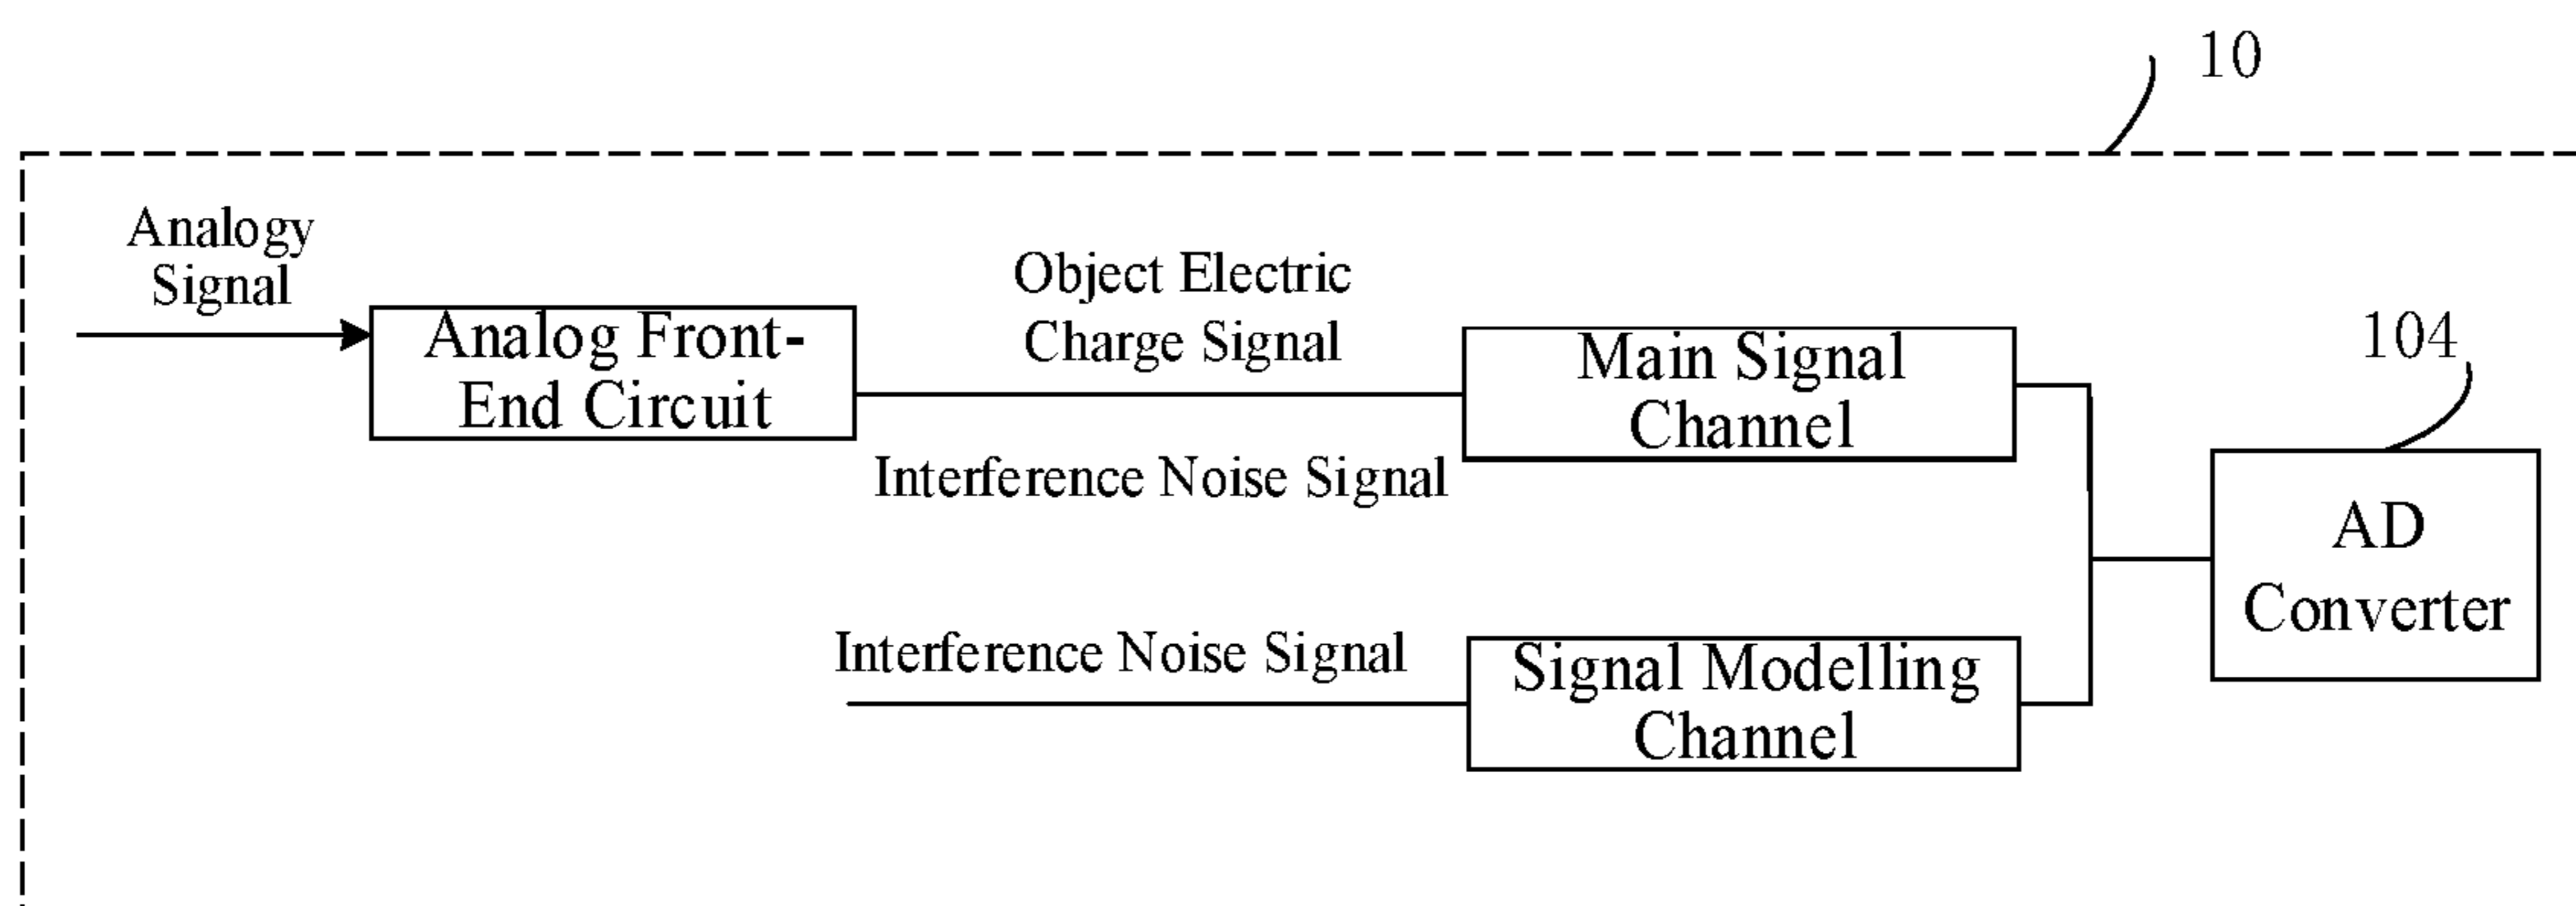 10
Analogy
Signal
Analog Front-
End Circuit
Object Electric
Charge Signal
Interference Noise Signal
Main Signal
Channel
104
AD
Converter
Interference Noise Signal
Signal Modelling
Channel